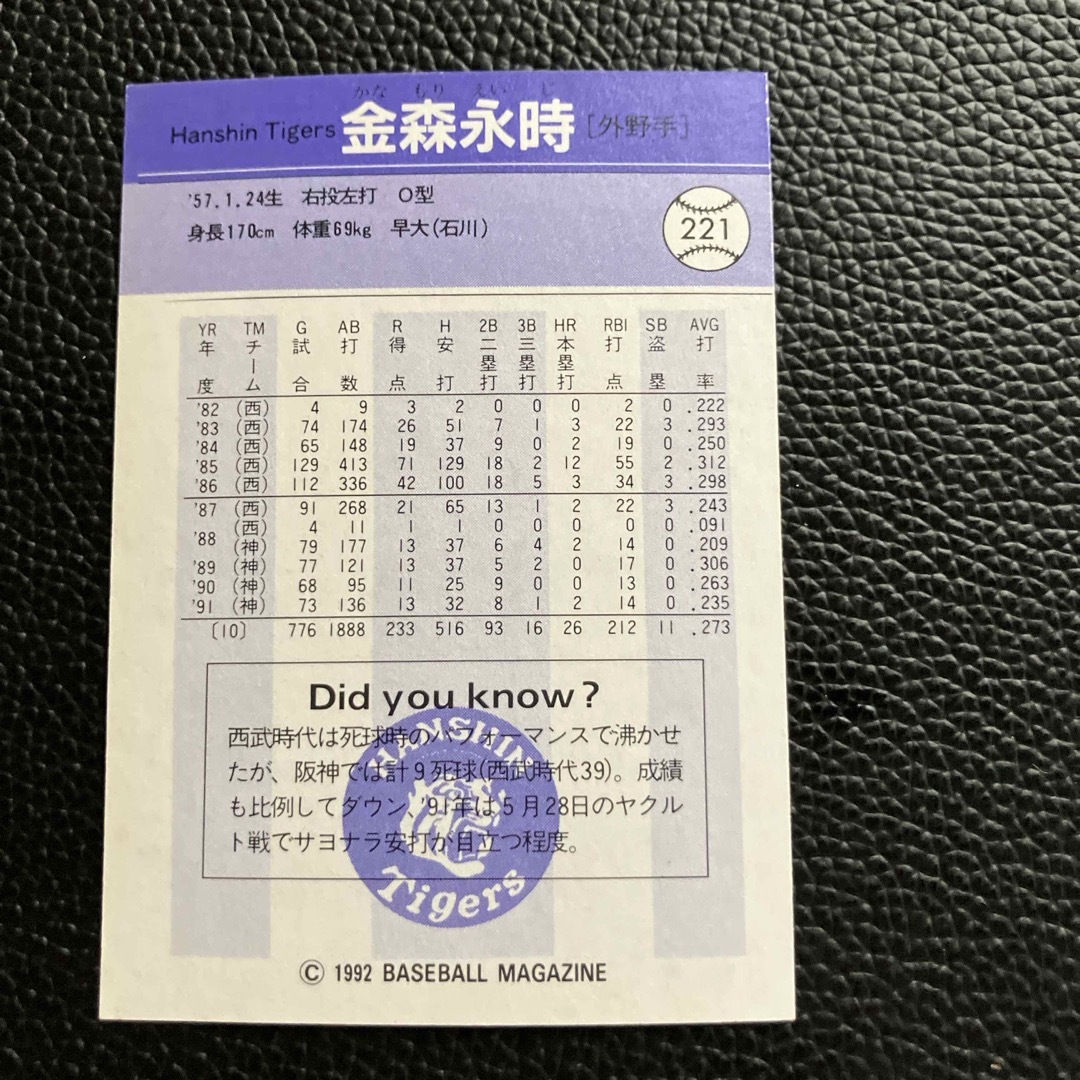 かな もり えい じ
Hanshin Tigers 金森永時 [外野手]
'57.1.24生 右投左打 O型
身長170cm 体重69kg 早大(石川)
221
YR TM G AB R H 2B 3B HR RBI SB AVG
年度 チーム 試合 打数 得点 安打 二塁打 三塁打 本塁打 打点 盗塁 打率
'82 (西) 4 9 3 2 0 0 0 2 0 .222
'83 (西) 74 174 26 51 7 1 3 22 3 .293
'84 (西) 65 148 19 37 9 0 2 19 0 .250
'85 (西) 129 413 71 129 18 2 12 55 2 .312
'86 (西) 112 336 42 100 18 5 3 34 3 .298
'87 (西) 91 268 21 65 13 1 2 22 3 .243
'88 (西) 4 11 1 1 0 0 0 0 0 .091
(神) 79 177 13 37 6 4 2 14 0 .209
'89 (神) 77 121 13 37 5 2 0 17 0 .306
'90 (神) 68 95 11 25 9 0 0 13 0 .263
'91 (神) 73 136 13 32 8 1 2 14 0 .235
〔10〕 776 1888 233 516 93 16 26 212 11 .273
Did you know?
西武時代は死球時のパフォーマンスで沸かせ
たが、阪神では計9死球(西武時代39)。成績
も比例してダウン、'91年は5月28日のヤクル
ト戦でサヨナラ安打が目立つ程度。
HANSHIN
Tigers
© 1992 BASEBALL MAGAZINE